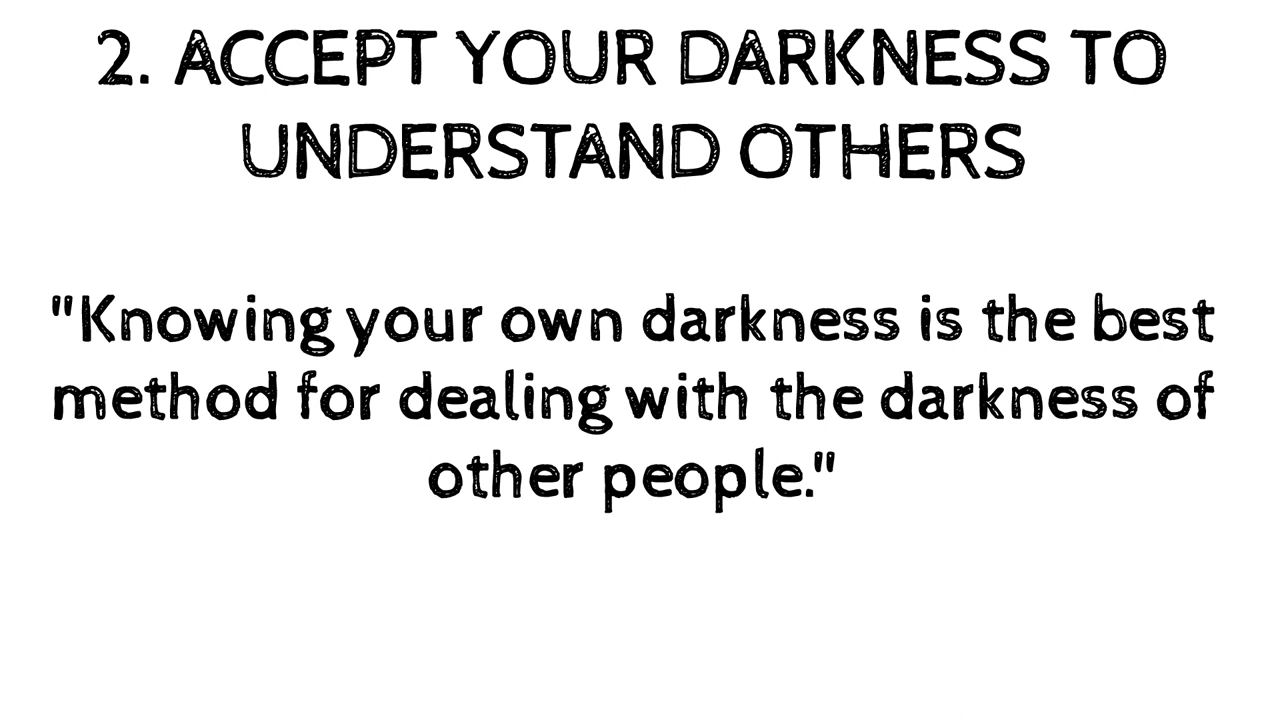 2. ACCEPT YOUR DARKNESS TO
UNDERSTAND OTHERS
"Knowing your own darkness is the best
method for dealing with the darkness of
other people."